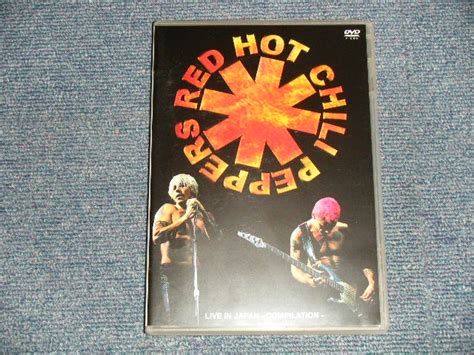 DVD
RED HOT CHILI PEPPERS
LIVE IN JAPAN - COMPILATION -